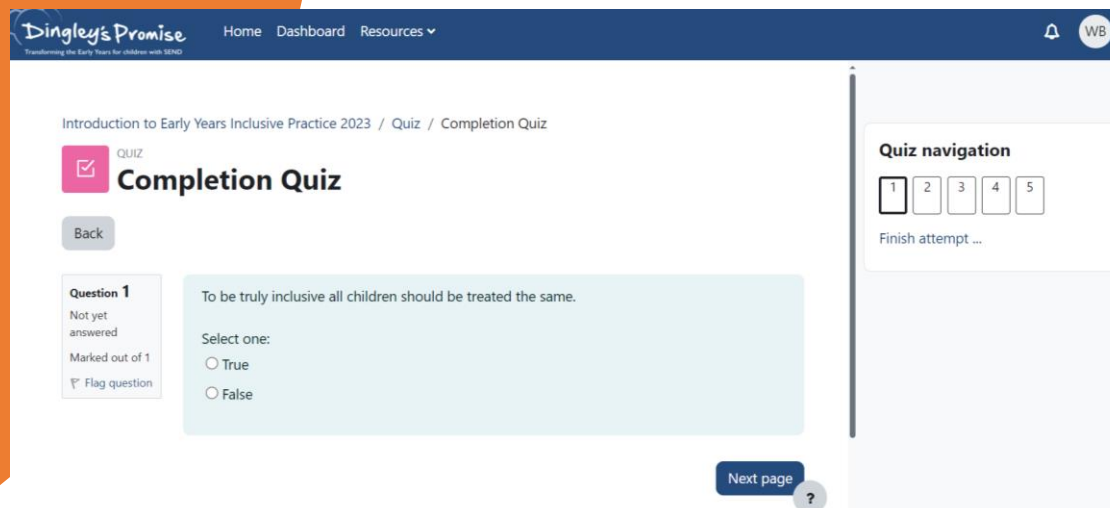 Dingley's Promise
Transforming the Early Years for children with SEND
Home Dashboard Resources
WB
Introduction to Early Years Inclusive Practice 2023 / Quiz / Completion Quiz
QUIZ
Completion Quiz
Back
Question 1
Not yet
answered
Marked out of 1
Flag question
To be truly inclusive all children should be treated the same.
Select one:
True
False
Next page
?
Quiz navigation
1 2 3 4 5
Finish attempt ...